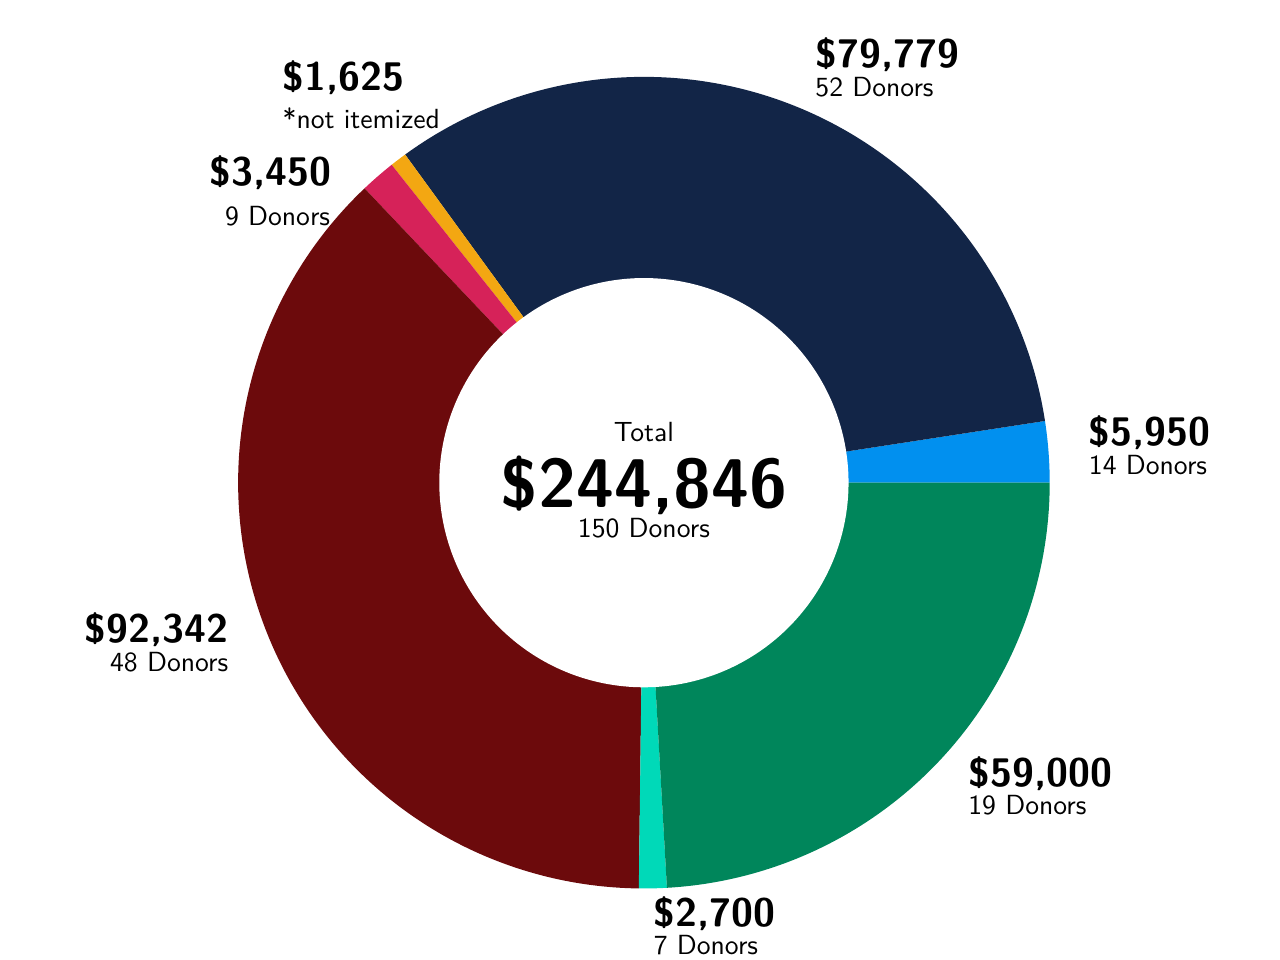 $79,779
52 Donors
$1,625
*not itemized
$3,450
9 Donors
$5,950
14 Donors
Total
$244,846
150 Donors
$92,342
48 Donors
$59,000
19 Donors
$2,700
7 Donors